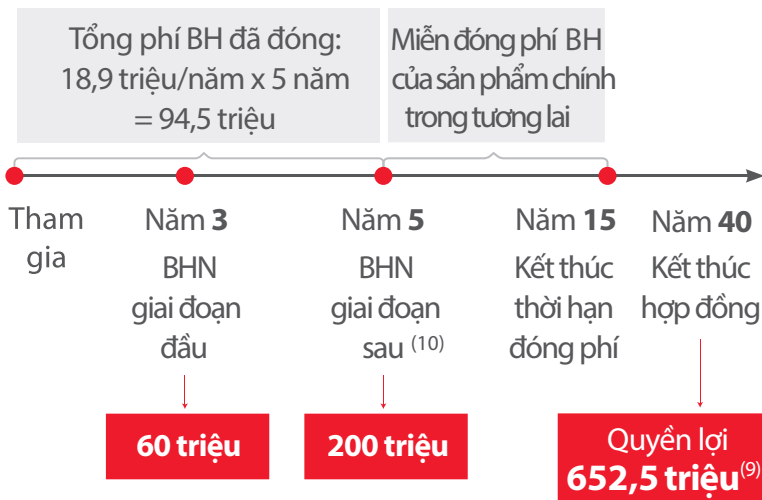 Tổng phí BH đã đóng:
18,9 triệu/năm x 5 năm
= 94,5 triệu
Miễn đóng phí BH
của sản phẩm chính
trong tương lai
Tham
gia
Năm 3
BHN
giai đoạn
đầu
60 triệu
Năm 5
BHN
giai đoạn
sau (10)
200 triệu
Năm 15
Kết thúc
thời hạn
đóng phí
Năm 40
Kết thúc
hợp đồng
Quyền lợi
652,5 triệu(9)